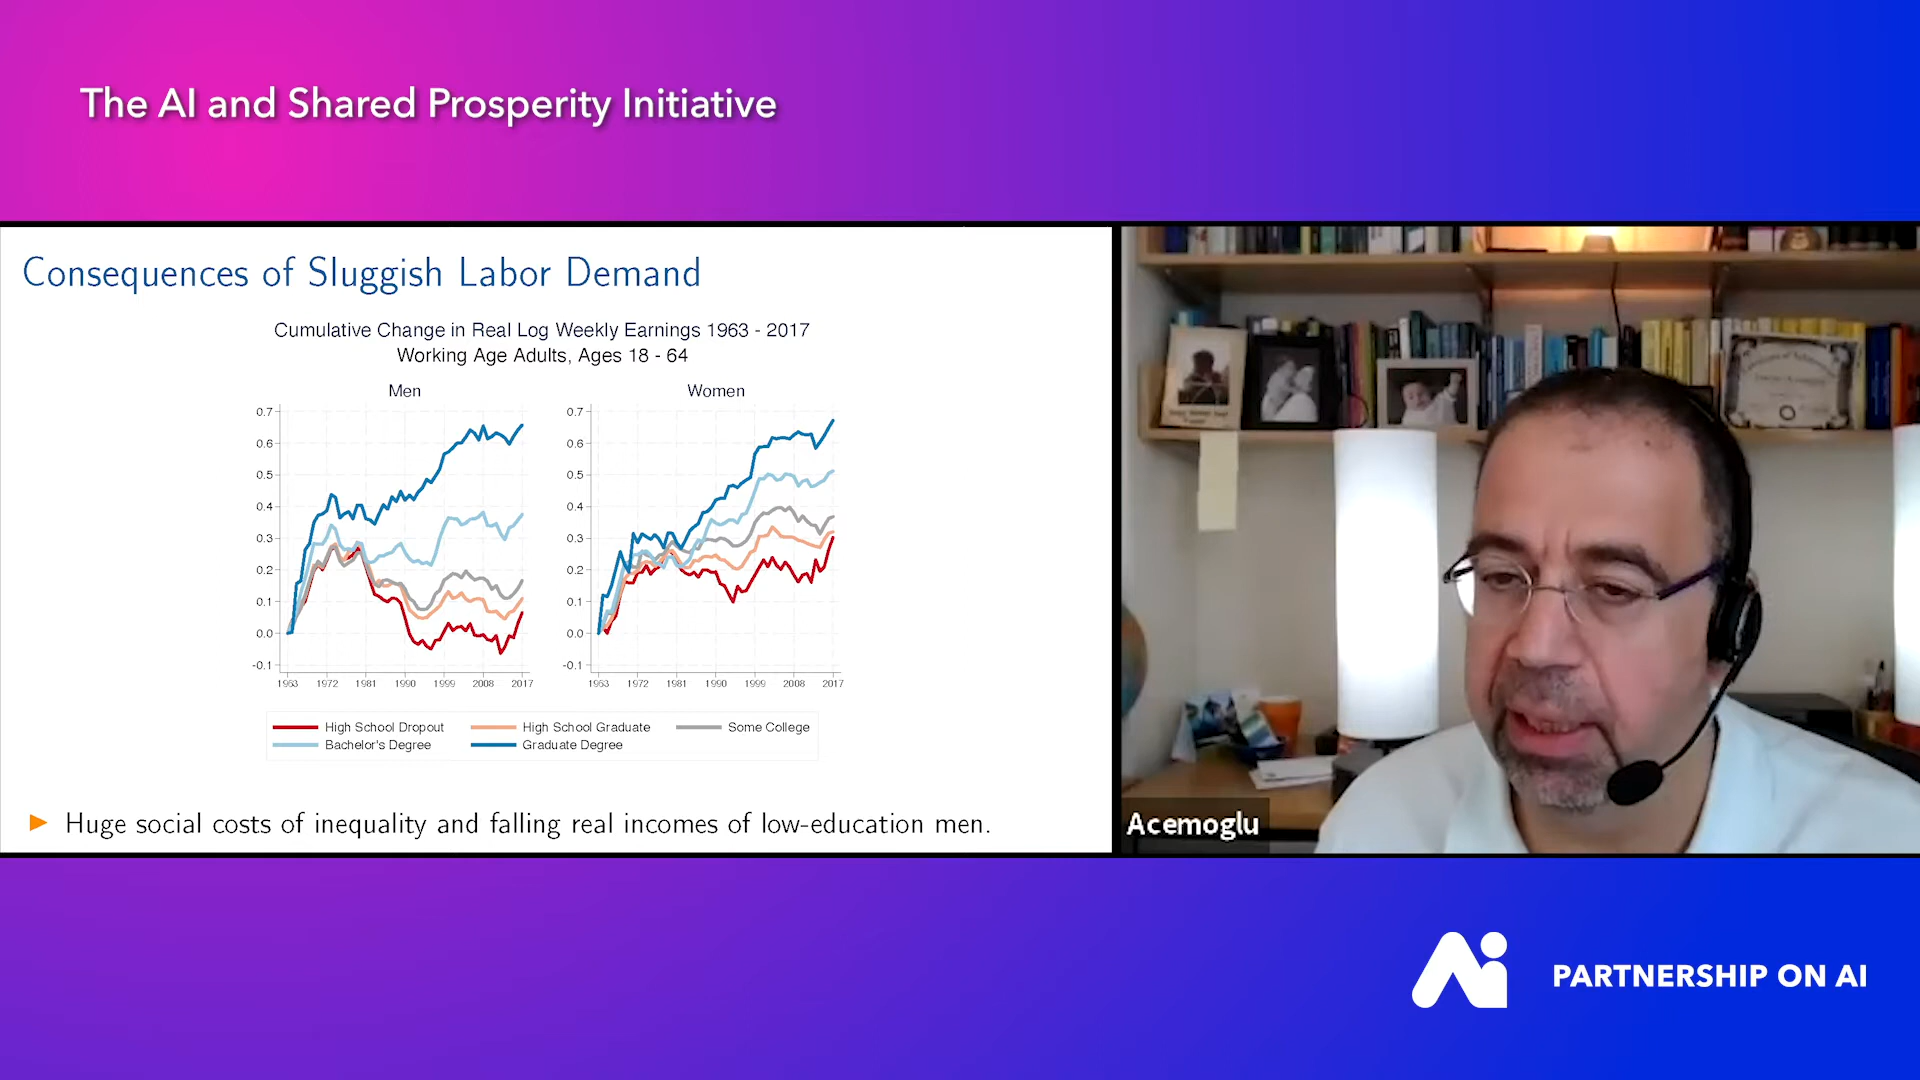 The AI and Shared Prosperity Initiative
Consequences of Sluggish Labor Demand
Cumulative Change in Real Log Weekly Earnings 1963 - 2017
Working Age Adults, Ages 18 - 64
Men
0.7
0.6
0.5
0.4
0.3
0.2
0.1
0.0
-0.1
1963 1972 1981 1990 1999 2008 2017
Women
0.7
0.6
0.5
0.4
0.3
0.2
0.1
0.0
-0.1
1963 1972 1981 1990 1999 2008 2017
High School Dropout High School Graduate Some College
Bachelor's Degree Graduate Degree
Huge social costs of inequality and falling real incomes of low-education men.
Acemoglu
PARTNERSHIP ON AI